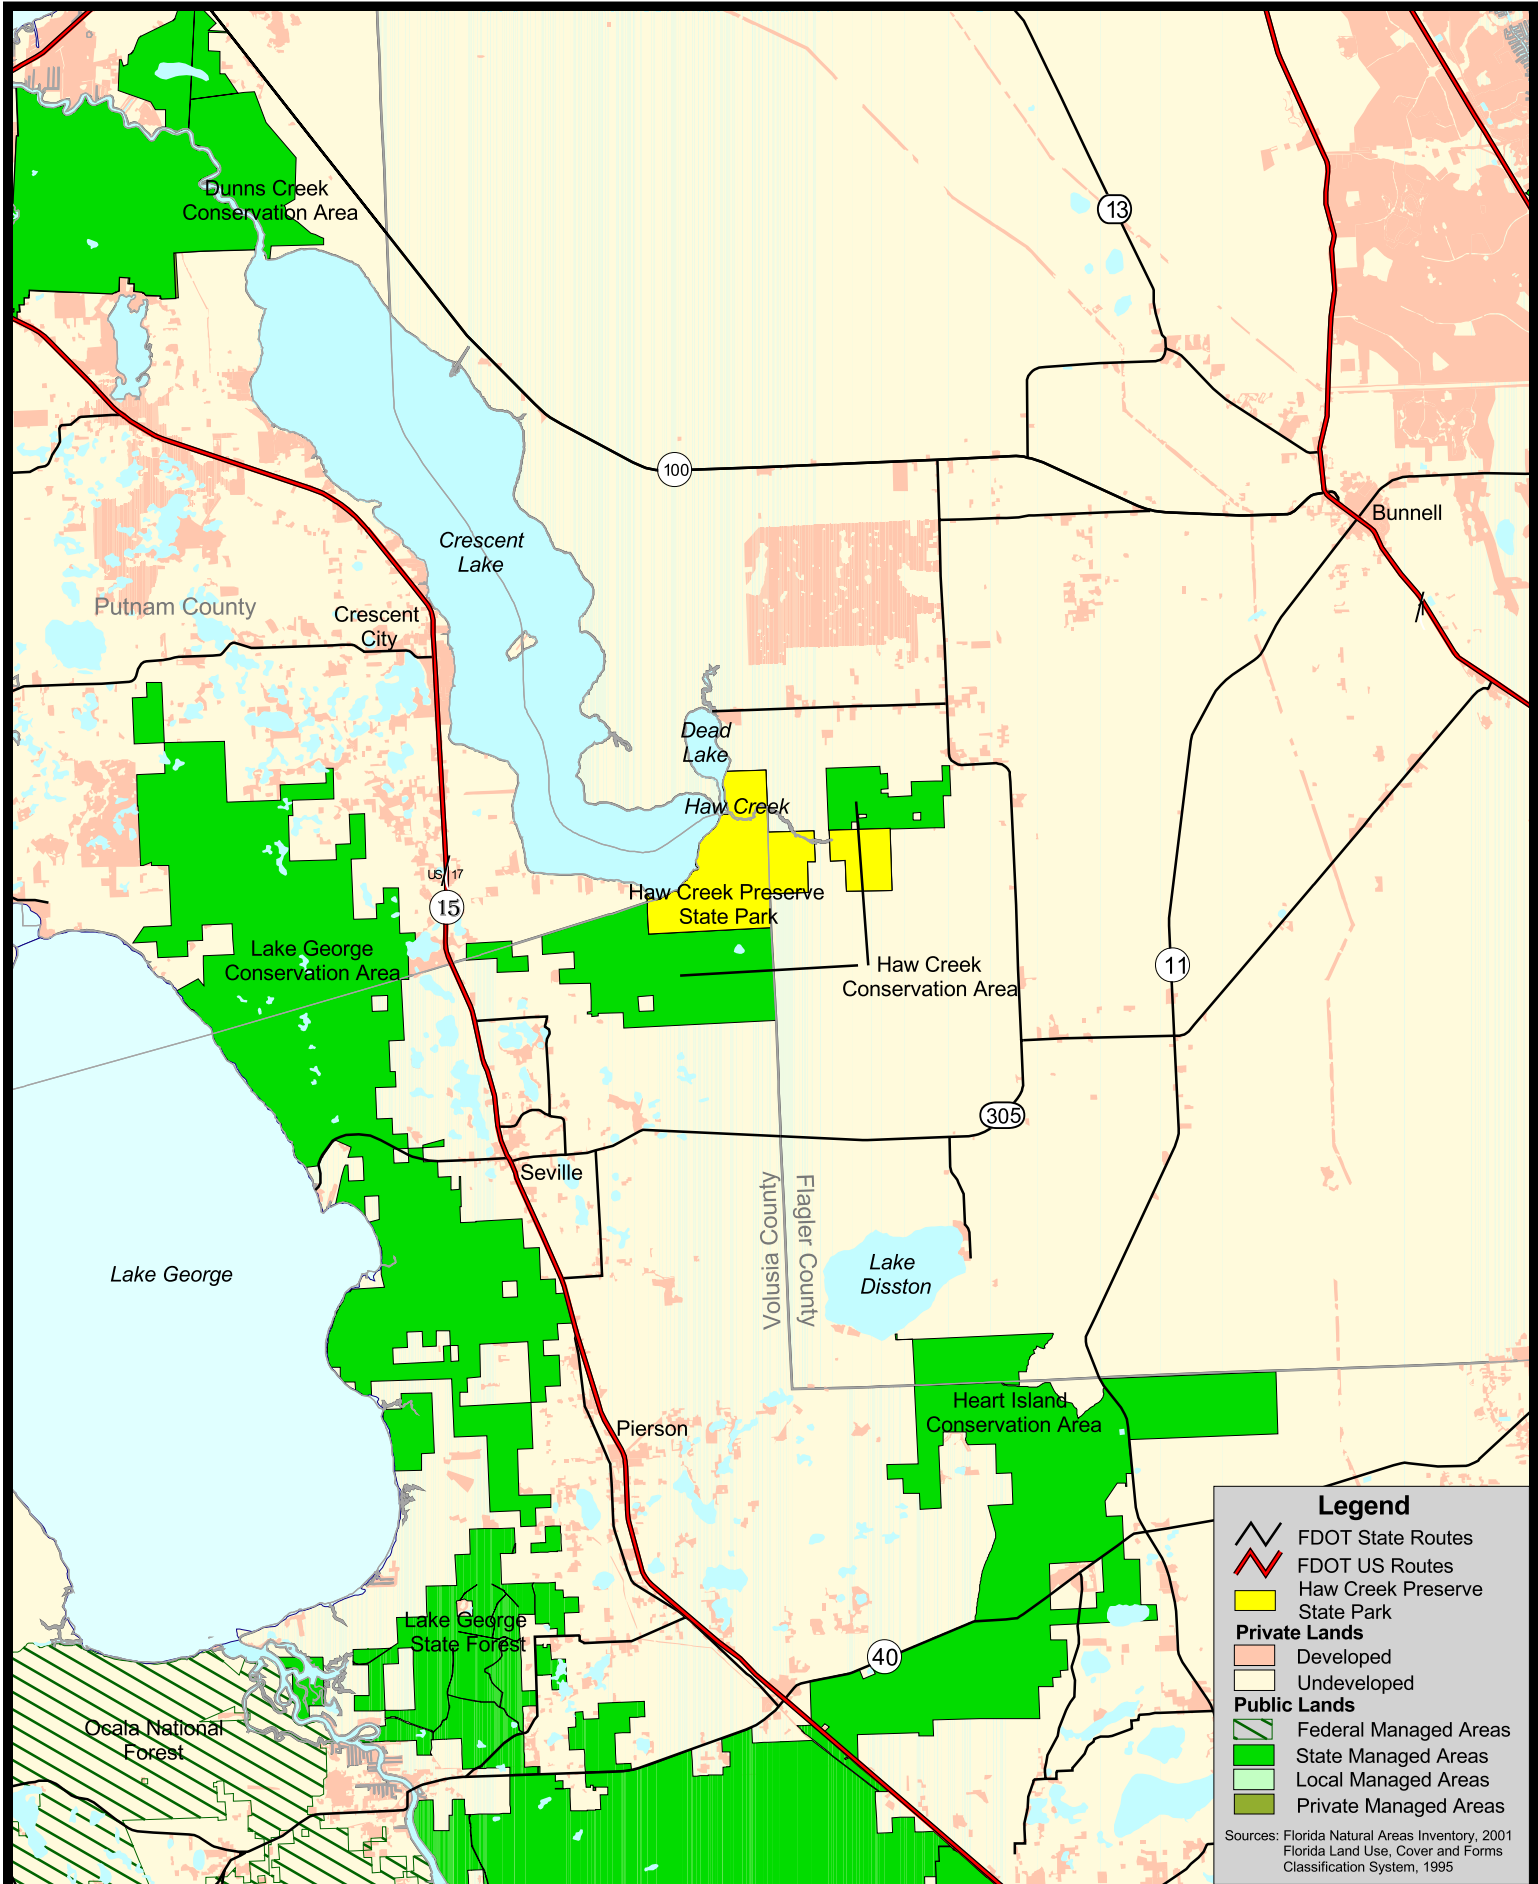 Dunns Creek
Conservation Area
13
100
Bunnell
1
Crescent
Lake
Putnam County
Crescent
City
Dead
Lake
Haw Creek
US 17
15
Haw Creek Preserve
State Park
Lake George
Conservation Area
Haw Creek
Conservation Area
11
305
Seville
Volusia County
Flagler County
Lake George
Lake
Disston
Heart Island
Conservation Area
Pierson
Lake George
State Forest
40
Ocala National
Forest
Legend
FDOT State Routes
FDOT US Routes
Haw Creek Preserve
State Park
Private Lands
Developed
Undeveloped
Public Lands
Federal Managed Areas
State Managed Areas
Local Managed Areas
Private Managed Areas
Sources: Florida Natural Areas Inventory, 2001
Florida Land Use, Cover and Forms
Classification System, 1995